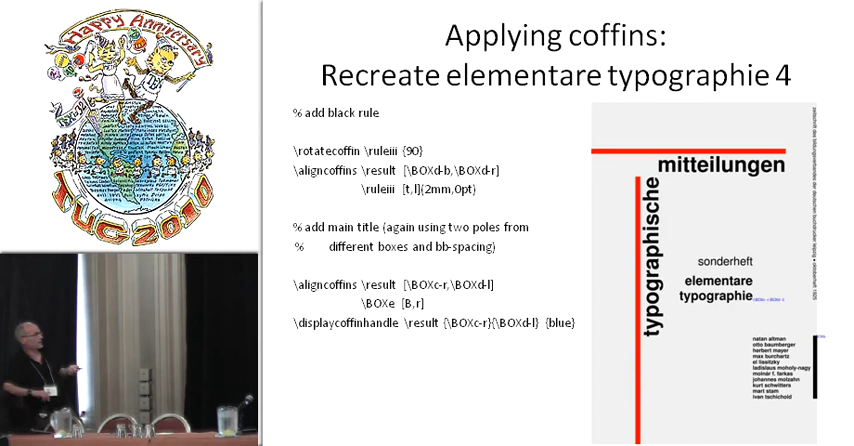 Happy Anniversary
TUG2010
Applying coffins:
Recreate elementare typographie 4
% add black rule
\rotatecoffin \ruleiii {90}
\aligncoffins \result [\BOXd-b,\BOXd-r]
\ruleiii [t,l](2mm,0pt)
% add main title (again using two poles from
% different boxes and bb-spacing)
\aligncoffins \result [\BOXc-r,\BOXd-l]
\BOXe [B,r]
\displaycoffinhandle \result {\BOXc-r}{\BOXd-l} {blue}
mitteilungen
typographische
sonderheft
elementare
typographie
natan altman
otto baumberger
herbert mayer
max burchartz
el lissitzky
ladislaus moholy-nagy
molnár f. farkas
johannes molzahn
kurt schwitters
mart stam
ivan tschichold